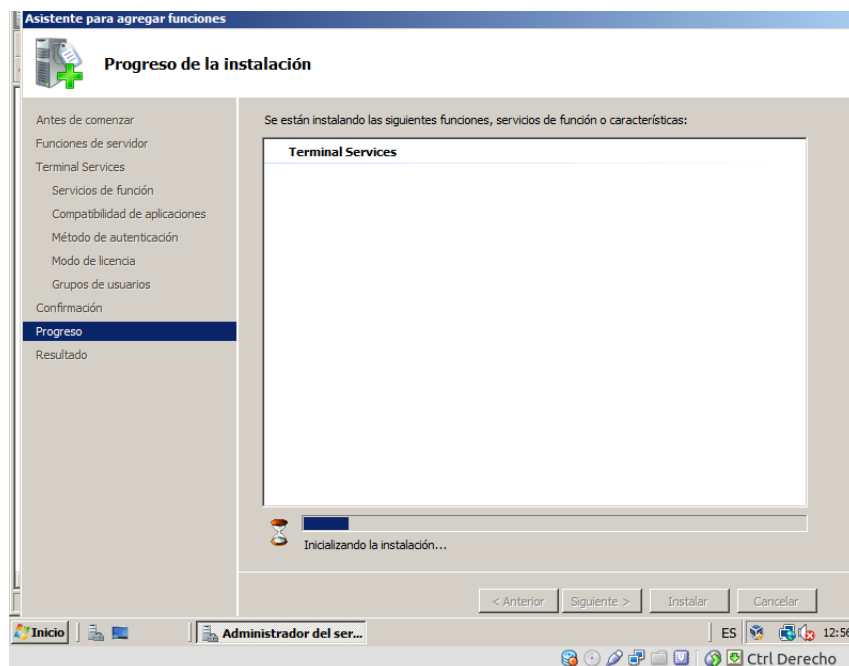 Asistente para agregar funciones
Progreso de la instalación
Antes de comenzar
Funciones de servidor
Terminal Services
Servicios de función
Compatibilidad de aplicaciones
Método de autenticación
Modo de licencia
Grupos de usuarios
Confirmación
Progreso
Resultado
Se están instalando las siguientes funciones, servicios de función o características:
Terminal Services
Inicializando la instalación...
< Anterior Siguiente > Instalar Cancelar
Inicio Administrador del ser... ES 12:56
Ctrl Derecho